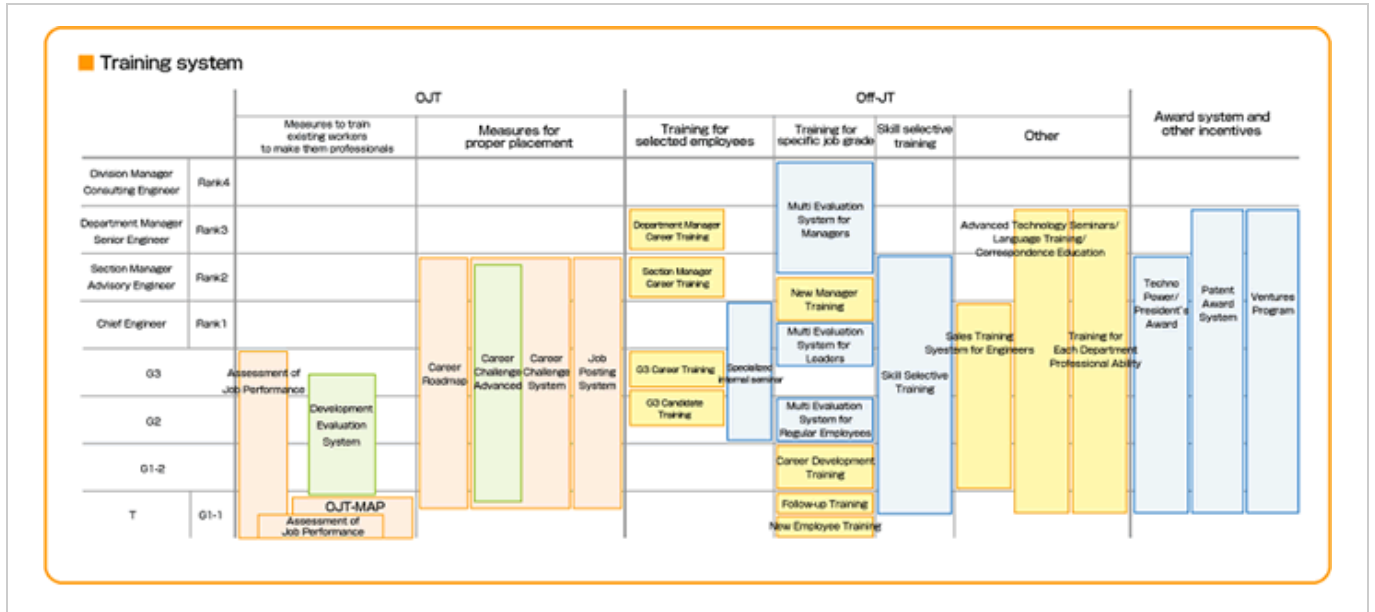 Training system
OJT
Off-JT
Award system and
other incentives
Measures to train
existing workers
to make them professionals
Measures for
proper placement
Training for
selected employees
Training for
specific job grade
Skill selective
training
Other
Division Manager
Consulting Engineer
Rank4
Department Manager
Senior Engineer
Rank3
Section Manager
Advisory Engineer
Rank2
Chief Engineer
Rank1
G3
G2
G1-2
T
G1-1
Assessment of
Job Performance
Development
Evaluation
System
OJT-MAP
Assessment of
Job Performance
Career
Roadmap
Career
Challenge
Advanced
Career
Challenge
System
Job
Posting
System
Department Manager
Career Training
Section Manager
Career Training
G3 Career Training
G3 Candidate
Training
Specialized
internal seminar
Multi Evaluation
System for
Managers
New Manager
Training
Multi Evaluation
System for
Leaders
Multi Evaluation
System for
Regular Employees
Career Development
Training
Follow-up Training
New Employee Training
Skill Selective
Training
Advanced Technology Seminars/
Language Training/
Correspondence Education
Sales Training
Syestem for Engineers
Training for
Each Department
Professional Ability
Techno
Power/
President's
Award
Patent
Award
System
Ventures
Program